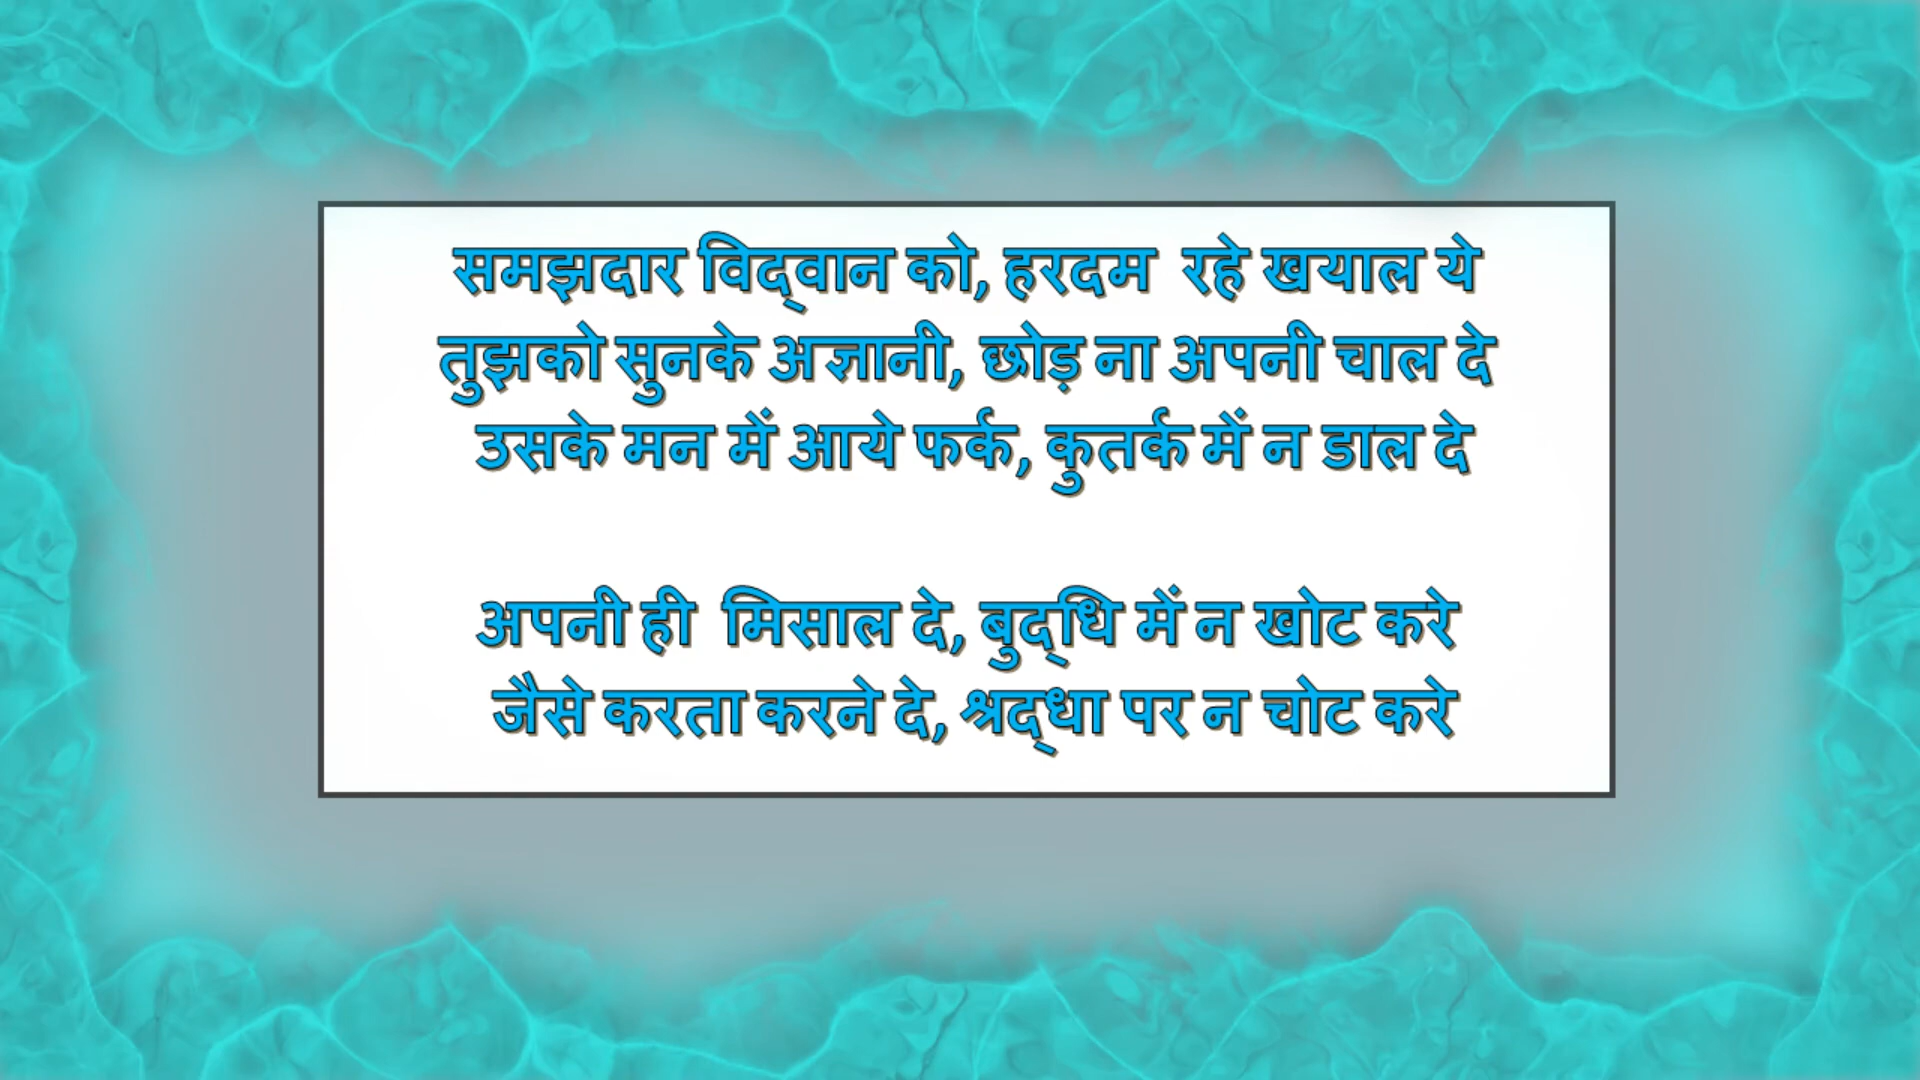 समझदार विद्वान को, हरदम रहे खयाल ये
तुझको सुनके अज्ञानी, छोड़ ना अपनी चाल दे
उसके मन में आये फर्क, कुतर्क में न डाल दे
अपनी ही मिसाल दे, बुद्धि में न खोट करे
जैसे करता करने दे, श्रद्धा पर न चोट करे